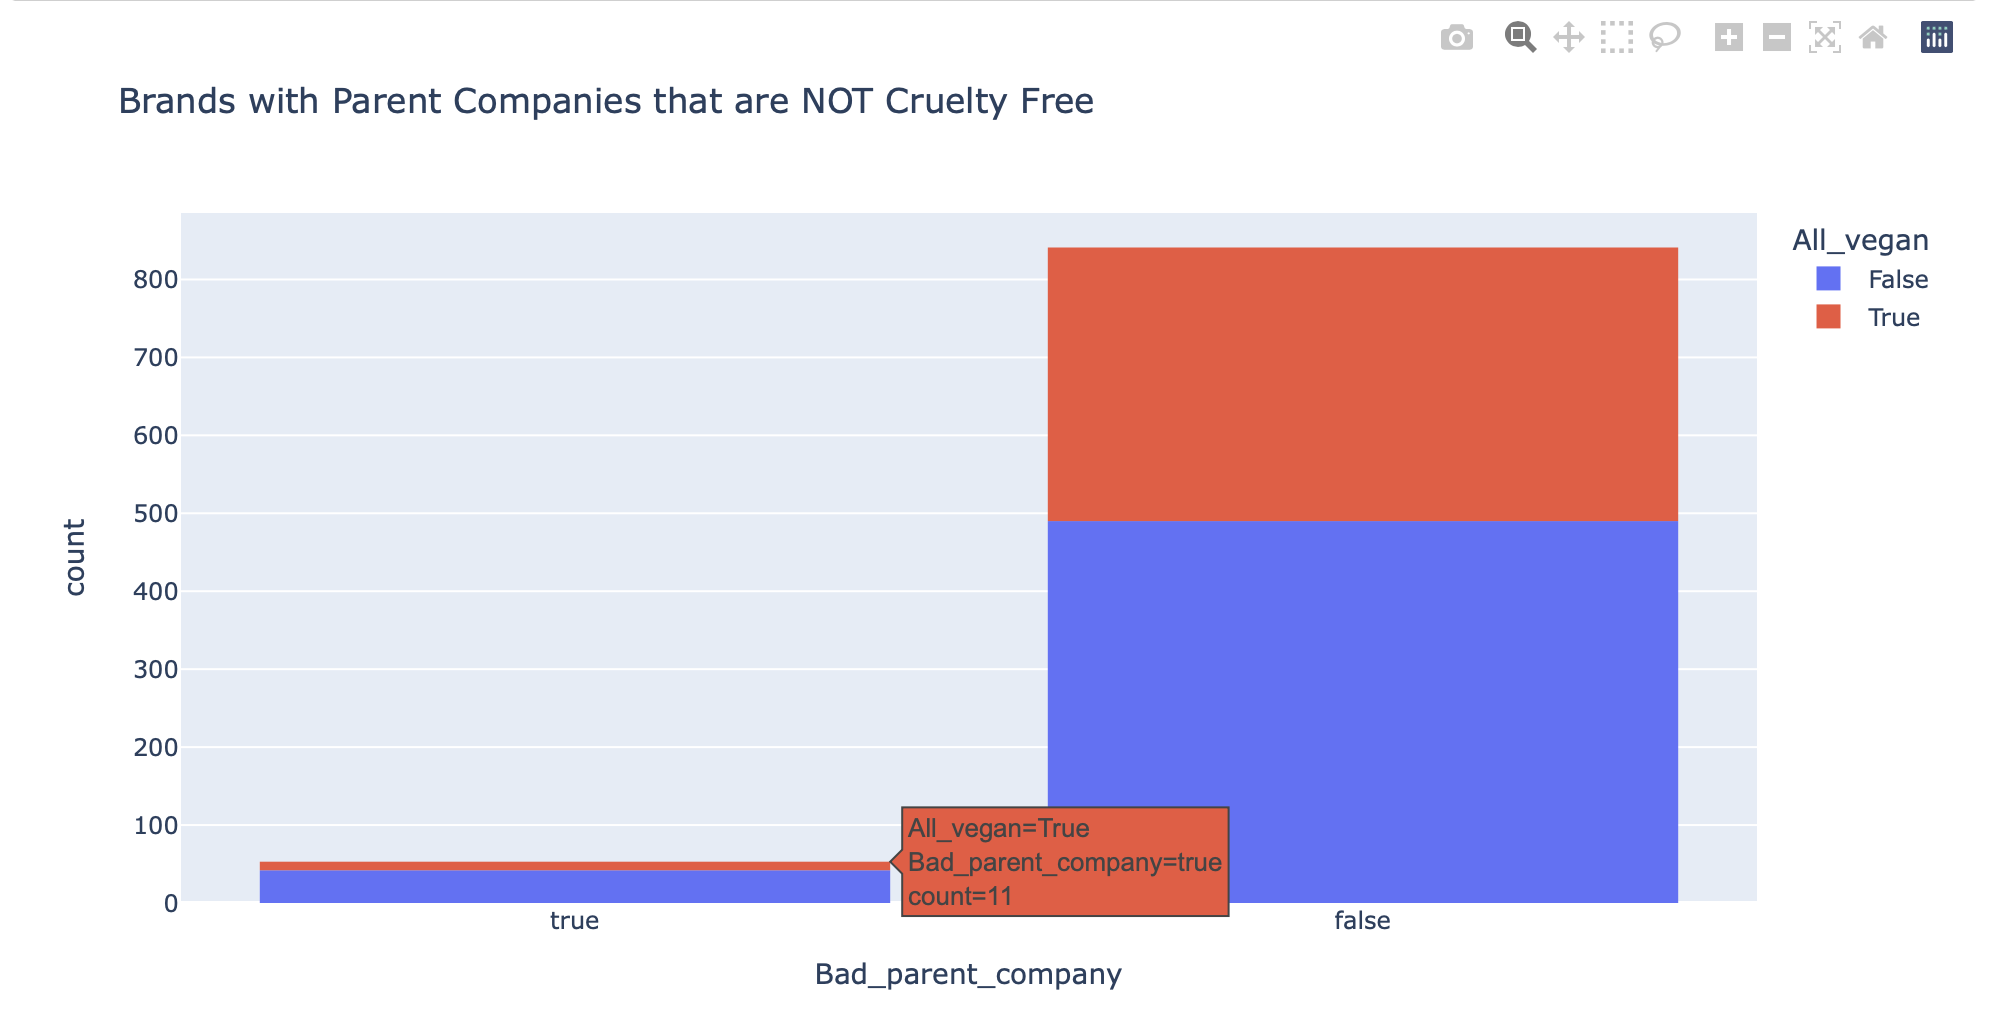 Brands with Parent Companies that are NOT Cruelty Free
All_vegan
False
True
800
700
600
500
400
300
200
100
0
count
All_vegan=True
Bad_parent_company=true
count=11
true
false
Bad_parent_company